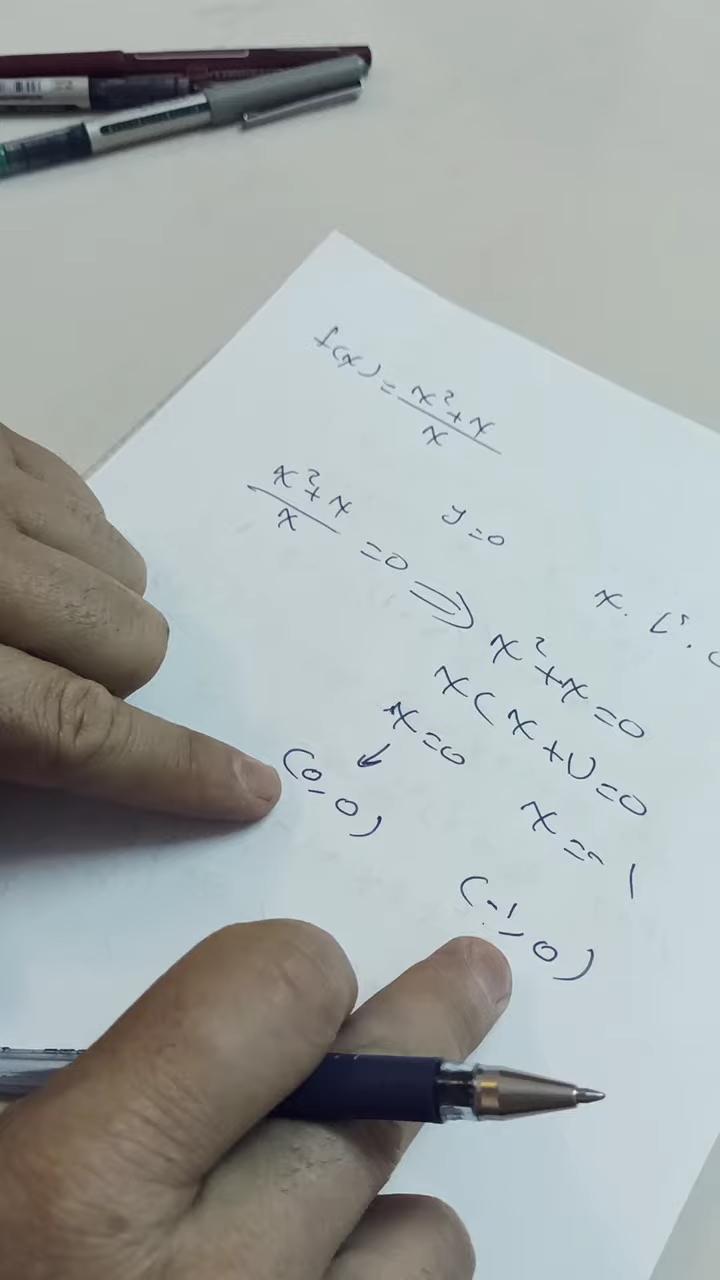 f(x) = x²+x / x
y=0
x²+x / x =0 ⇒ x²+x=0
x(x+1)=0
x=0
x=-1
(0-0)
(-1-0)